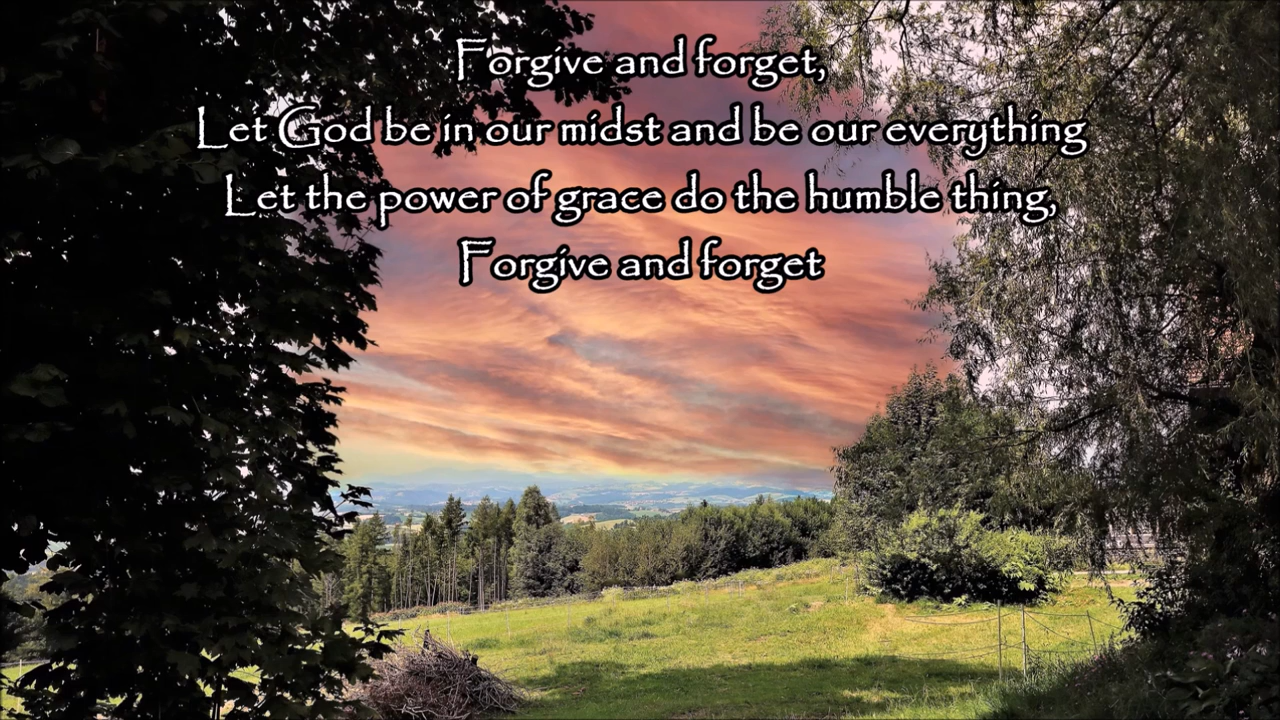 Forgive and forget,
Let God be in our midst and be our everything
Let the power of grace do the humble thing,
Forgive and forget